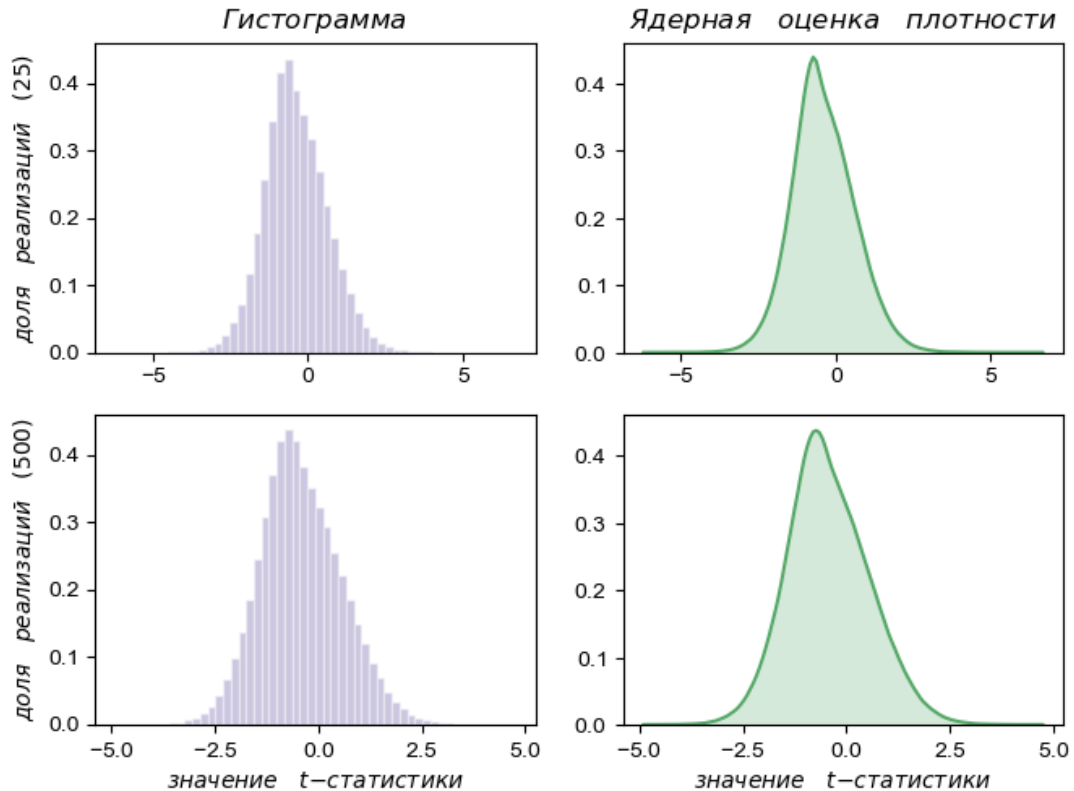 Гистограмма
Ядерная оценка плотности
доля реализаций (25)
0.4
0.3
0.2
0.1
0.0
−5 0 5
0.4
0.3
0.2
0.1
0.0
−5 0 5
доля реализаций (500)
0.4
0.3
0.2
0.1
0.0
−5.0 −2.5 0.0 2.5 5.0
значение t−статистики
0.4
0.3
0.2
0.1
0.0
−5.0 −2.5 0.0 2.5 5.0
значение t−статистики